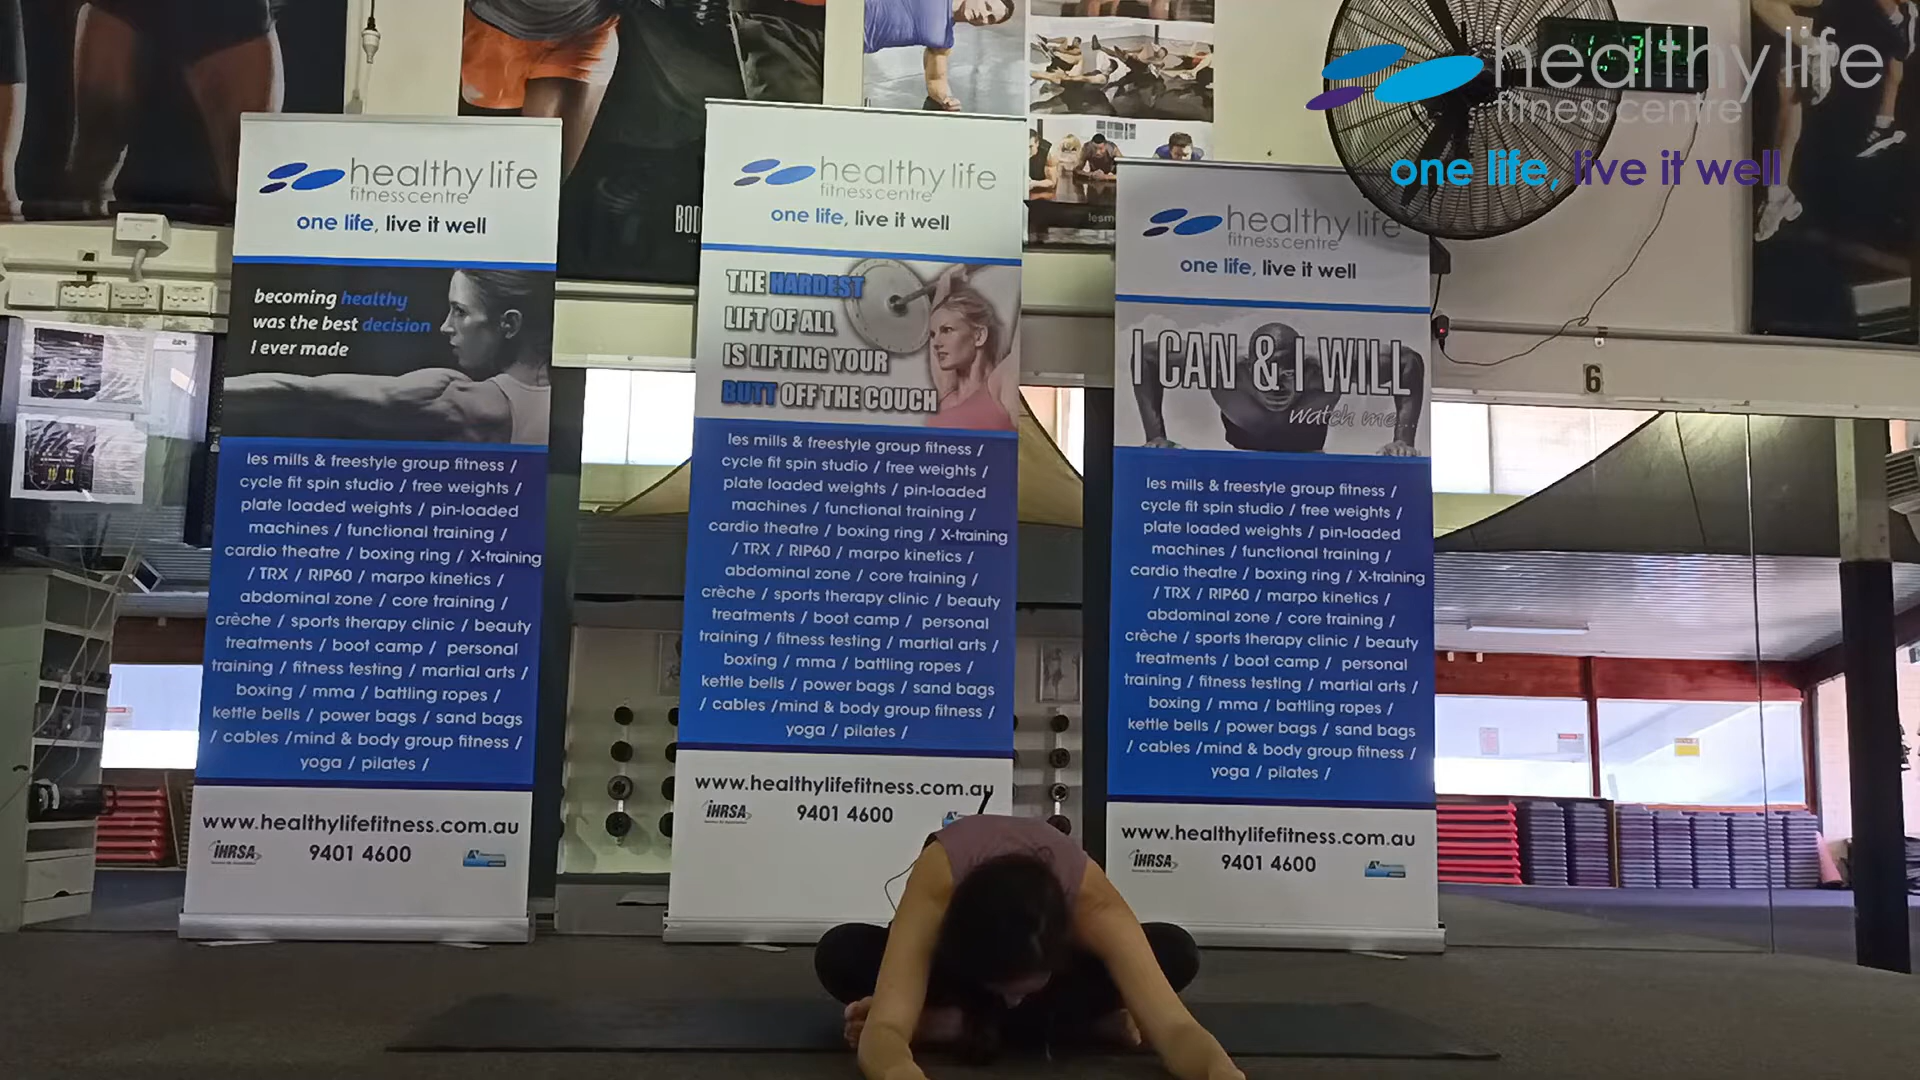 healthy life
fitness centre
one life, live it well
healthy life
fitness centre
one life, live it well
becoming healthy
was the best decision
I ever made
les mills & freestyle group fitness /
cycle fit spin studio / free weights /
plate loaded weights / pin-loaded
machines / functional training /
cardio theatre / boxing ring / X-training
/ TRX / RIP60 / marpo kinetics /
abdominal zone / core training /
crèche / sports therapy clinic / beauty
treatments / boot camp / personal
training / fitness testing / martial arts /
boxing / mma / battling ropes /
kettle bells / power bags / sand bags
/ cables /mind & body group fitness /
yoga / pilates /
www.healthylifefitness.com.au
IHRSA
9401 4600
healthy life
fitness centre
one life, live it well
THE HARDEST
LIFT OF ALL
IS LIFTING YOUR
BUTT OFF THE COUCH
les mills & freestyle group fitness /
cycle fit spin studio / free weights /
plate loaded weights / pin-loaded
machines / functional training /
cardio theatre / boxing ring / X-training
/ TRX / RIP60 / marpo kinetics /
abdominal zone / core training /
crèche / sports therapy clinic / beauty
treatments / boot camp / personal
training / fitness testing / martial arts /
boxing / mma / battling ropes /
kettle bells / power bags / sand bags
/ cables /mind & body group fitness /
yoga / pilates /
www.healthylifefitness.com.au
IHRSA
9401 4600
healthy life
fitness centre
one life, live it well
I CAN & I WILL
watch me...
les mills & freestyle group fitness /
cycle fit spin studio / free weights /
plate loaded weights / pin-loaded
machines / functional training /
cardio theatre / boxing ring / X-training
/ TRX / RIP60 / marpo kinetics /
abdominal zone / core training /
crèche / sports therapy clinic / beauty
treatments / boot camp / personal
training / fitness testing / martial arts /
boxing / mma / battling ropes /
kettle bells / power bags / sand bags
/ cables /mind & body group fitness /
yoga / pilates /
www.healthylifefitness.com.au
IHRSA
9401 4600
BOD
lesm
6